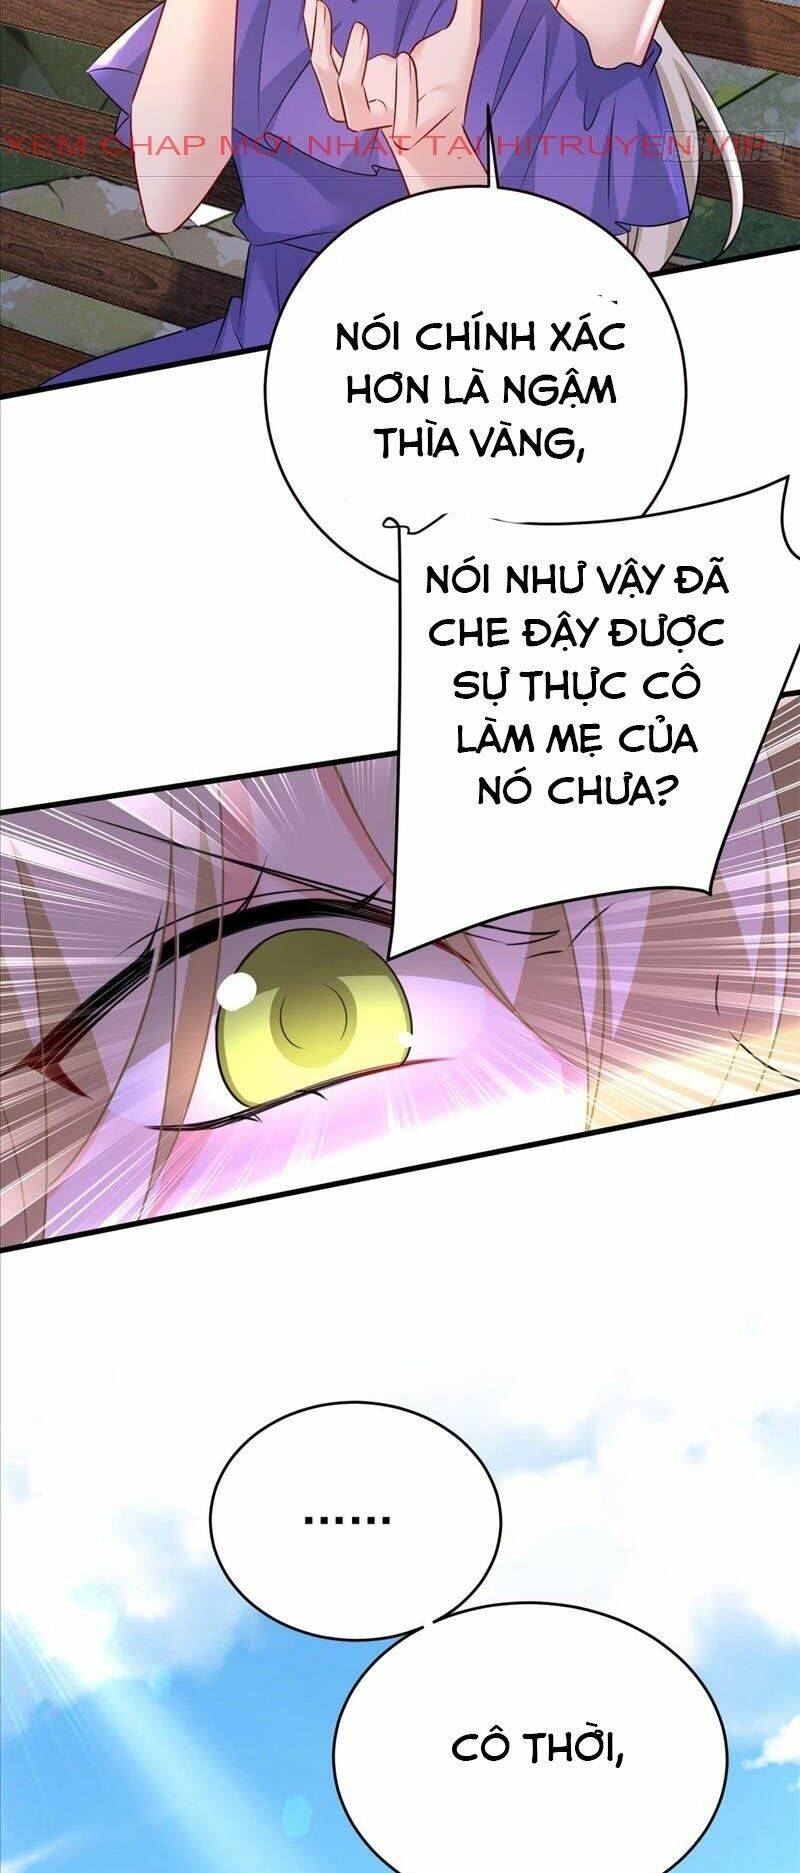 XEM CHAP MỚI NHẤT TẠI HITRUYEN.VIP
NÓI CHÍNH XÁC
HƠN LÀ NGẬM
THÌA VÀNG,
NÓI NHƯ VẬY ĐÃ
CHE ĐẬY ĐƯỢC
SỰ THỰC CÔ
LÀM MẸ CỦA
NÓ CHƯA?
......
CÔ THỜI,